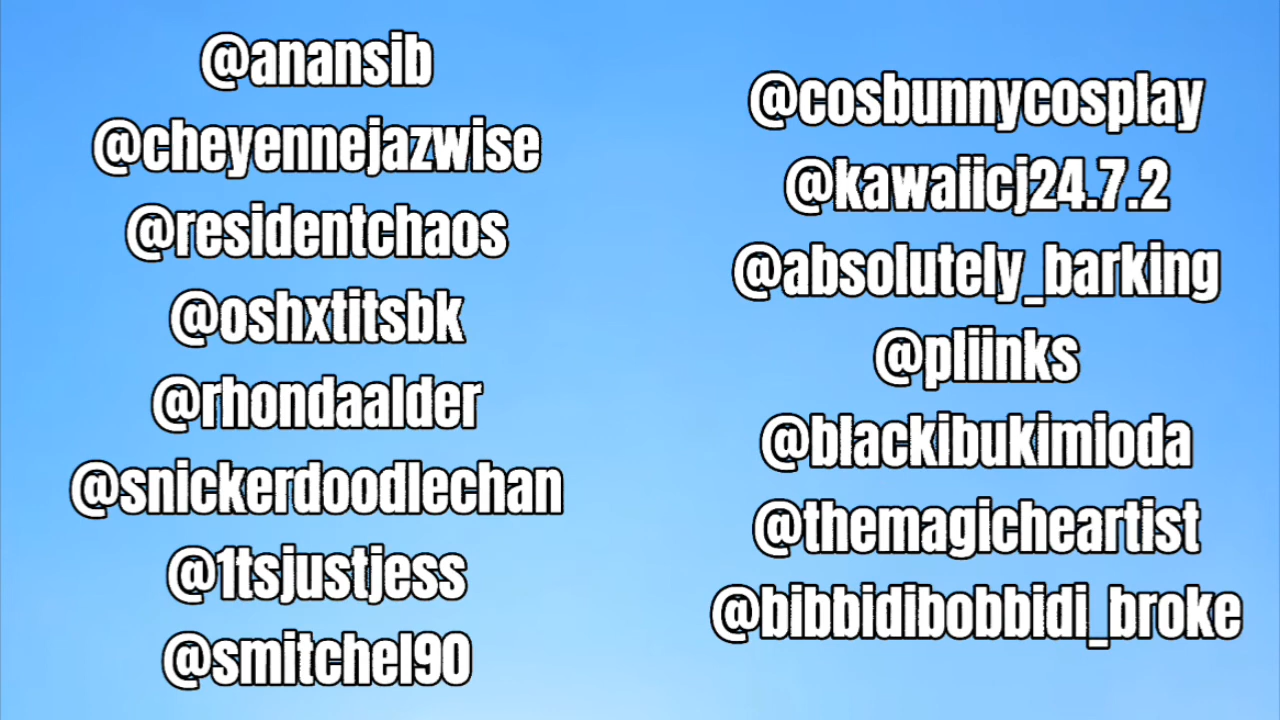 @anansib
@cheyennejazwise
@residentchaos
@oshxtitsbk
@rhondaalder
@snickerdoodlechan
@1tsjustjess
@smitchel90
@cosbunnycosplay
@kawaiicj24.7.2
@absolutely_barking
@pliinks
@blackibukimioda
@themagicheartist
@bibbidibobbidi_broke